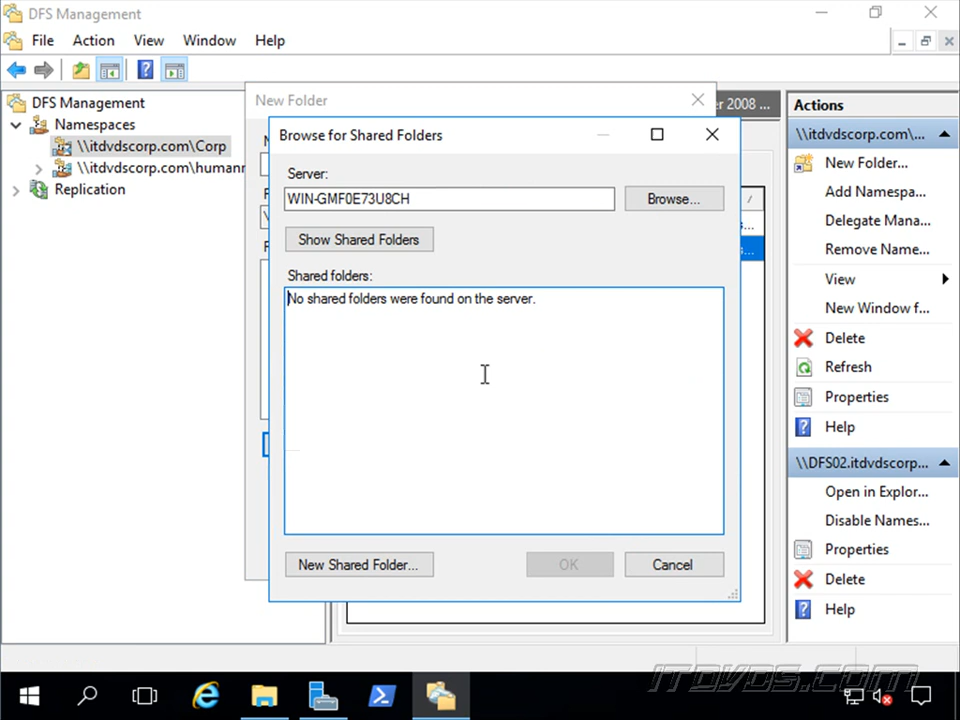 DFS Management
File Action View Window Help
DFS Management
Namespaces
\\itdvdscorp.com\Corp
\\itdvdscorp.com\humanr
Replication
New Folder
er 2008 ...
Browse for Shared Folders
Server:
WIN-GMF0E73U8CH
Browse...
Show Shared Folders
Shared folders:
No shared folders were found on the server.
New Shared Folder...
OK
Cancel
Actions
\\itdvdscorp.com\...
New Folder...
Add Namespa...
Delegate Mana...
Remove Name...
View
New Window f...
Delete
Refresh
Properties
Help
\\DFS02.itdvdscorp...
Open in Explor...
Disable Names...
Properties
Delete
Help
ITDVDS.com